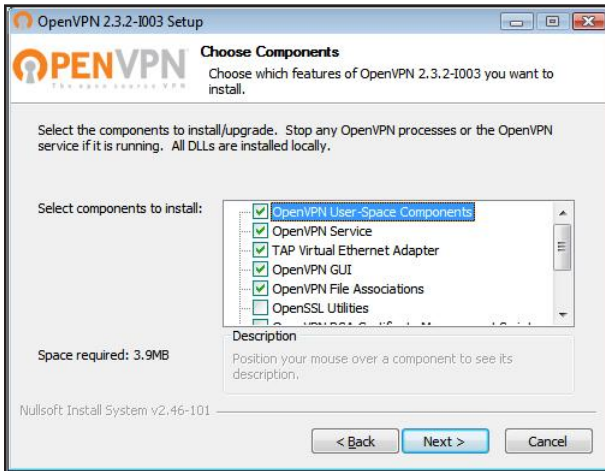 OpenVPN 2.3.2-I003 Setup
OPENVPN
The open source VPN
Choose Components
Choose which features of OpenVPN 2.3.2-I003 you want to
install.
Select the components to install/upgrade. Stop any OpenVPN processes or the OpenVPN
service if it is running. All DLLs are installed locally.
Select components to install:
OpenVPN User-Space Components
OpenVPN Service
TAP Virtual Ethernet Adapter
OpenVPN GUI
OpenVPN File Associations
OpenSSL Utilities
Space required: 3.9MB
Description
Position your mouse over a component to see its
description.
Nullsoft Install System v2.46-101
< Back
Next >
Cancel